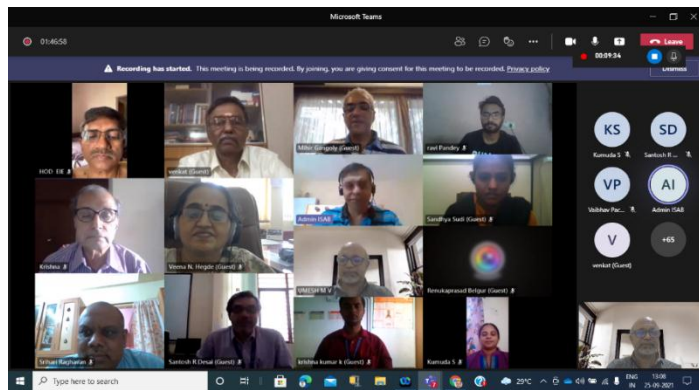 Microsoft Teams
01:46:58
Leave
00:09:34
Recording has started. This meeting is being recorded. By joining, you are giving consent for this meeting to be recorded. Privacy policy
Dismiss
HOD EIE
venkat (Guest)
Mihir Gangoly (Guest)
ravi Pandey
KS
SD
Kumuda S
Santosh R ...
Krishna
Veena N. Hegde (Guest)
Admin ISAB
Sandhya Sudi (Guest)
VP
AI
Vaibhav Pac...
Admin ISAB
UMESH M V
Renukaprasad Belgur (Guest)
V
+65
venkat (Guest)
Srihari Raghavan
Santosh R Desai (Guest)
krishna kumar k (Guest)
Kumuda S
Type here to search
29°C
ENG
IN
13:08
25-09-2021